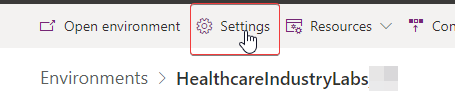 Open environment Settings Resources
Environments > HealthcareIndustryLabs